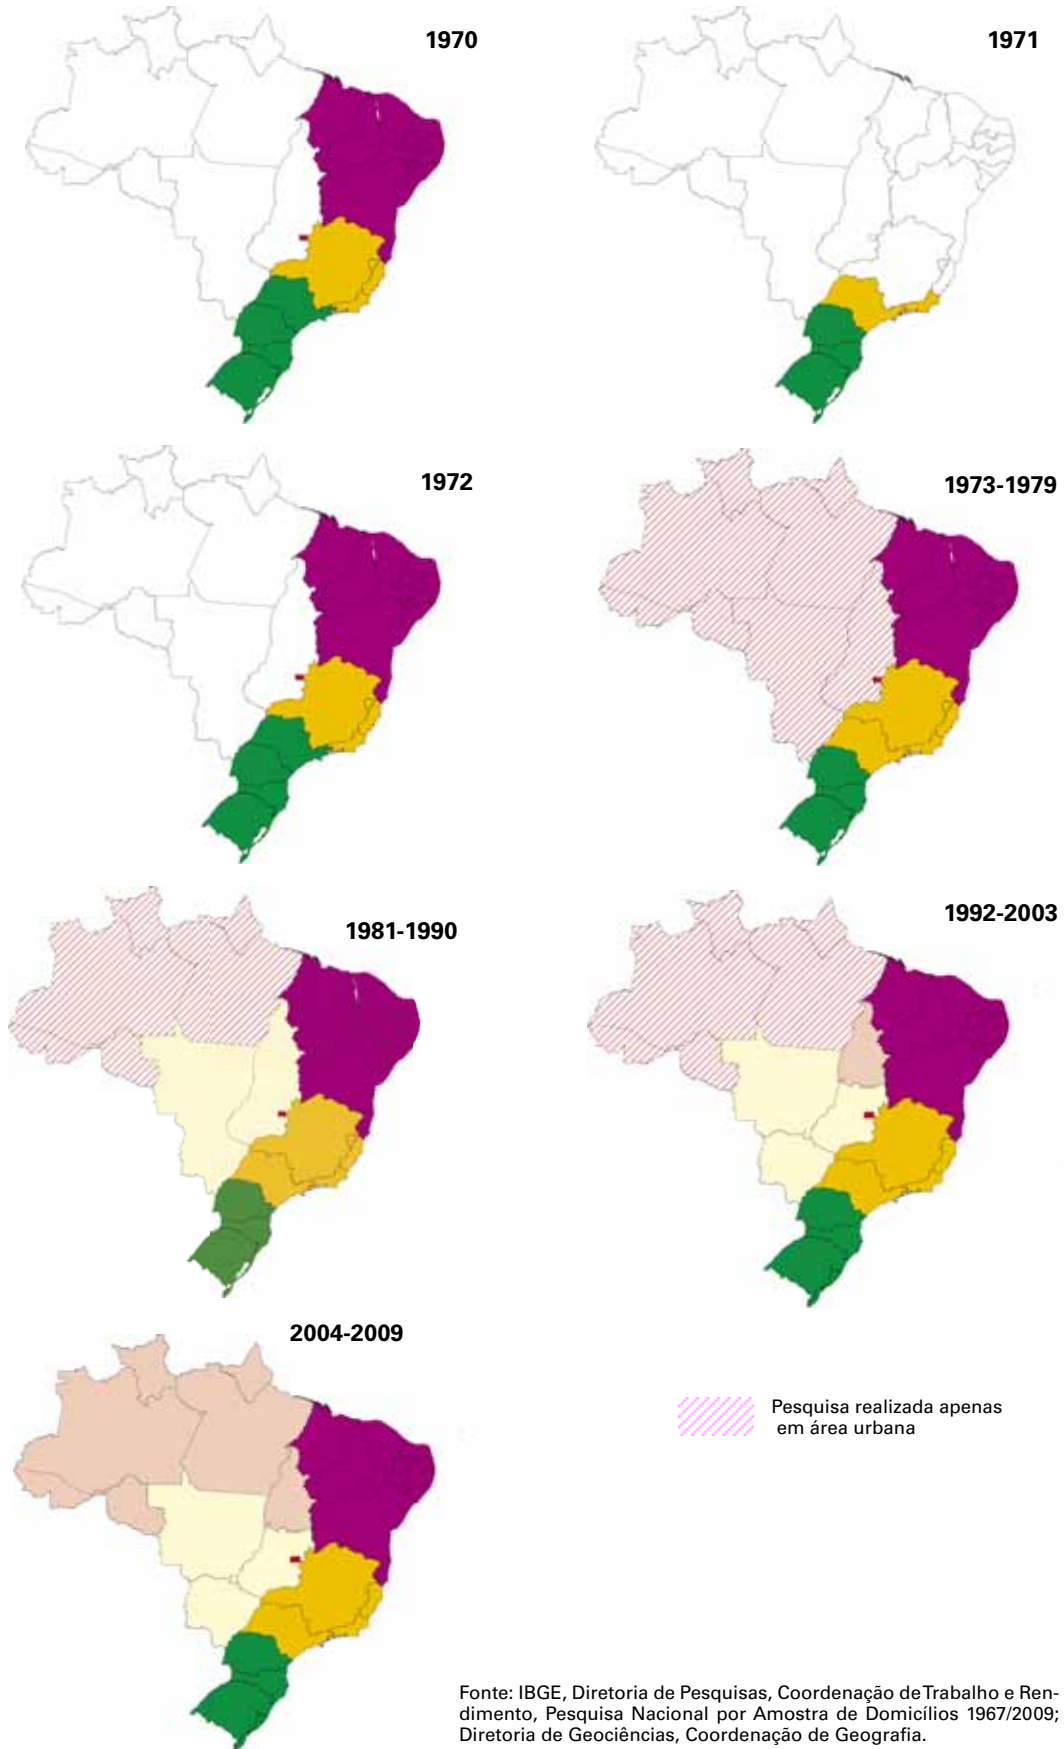 1970
1971
1972
1973-1979
1981-1990
1992-2003
2004-2009
Pesquisa realizada apenas
em área urbana
Fonte: IBGE, Diretoria de Pesquisas, Coordenação de Trabalho e Ren-
dimento, Pesquisa Nacional por Amostra de Domicílios 1967/2009;
Diretoria de Geociências, Coordenação de Geografia.